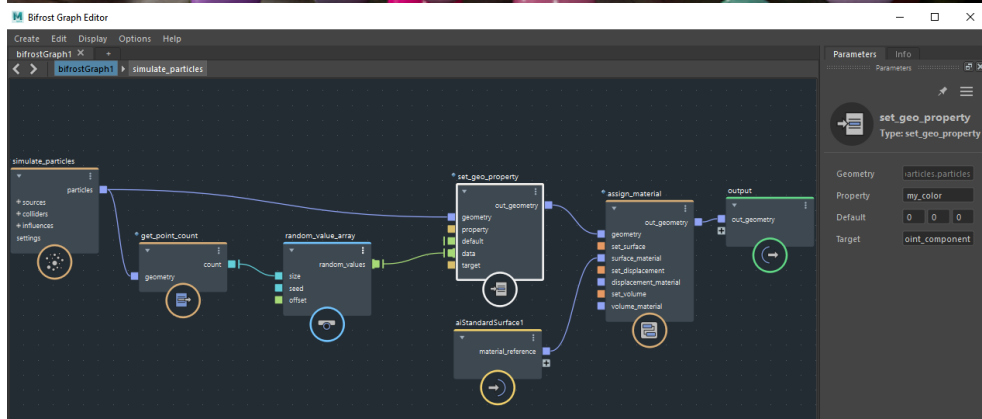 Bifrost Graph Editor
Create Edit Display Options Help
bifrostGraph1
bifrostGraph1 simulate_particles
simulate_particles
particles
sources
colliders
influences
settings
get_point_count
count
geometry
random_value_array
random_values
size
seed
offset
set_geo_property
out_geometry
geometry
property
default
data
target
aiStandardSurface1
material_reference
assign_material
out_geometry
geometry
set_surface
surface_material
set_displacement
displacement_material
set_volume
volume_material
output
out_geometry
Parameters Info
Parameters
set_geo_property
Type: set_geo_property
Geometry articles.particles
Property my_color
Default 0 0 0
Target oint_component